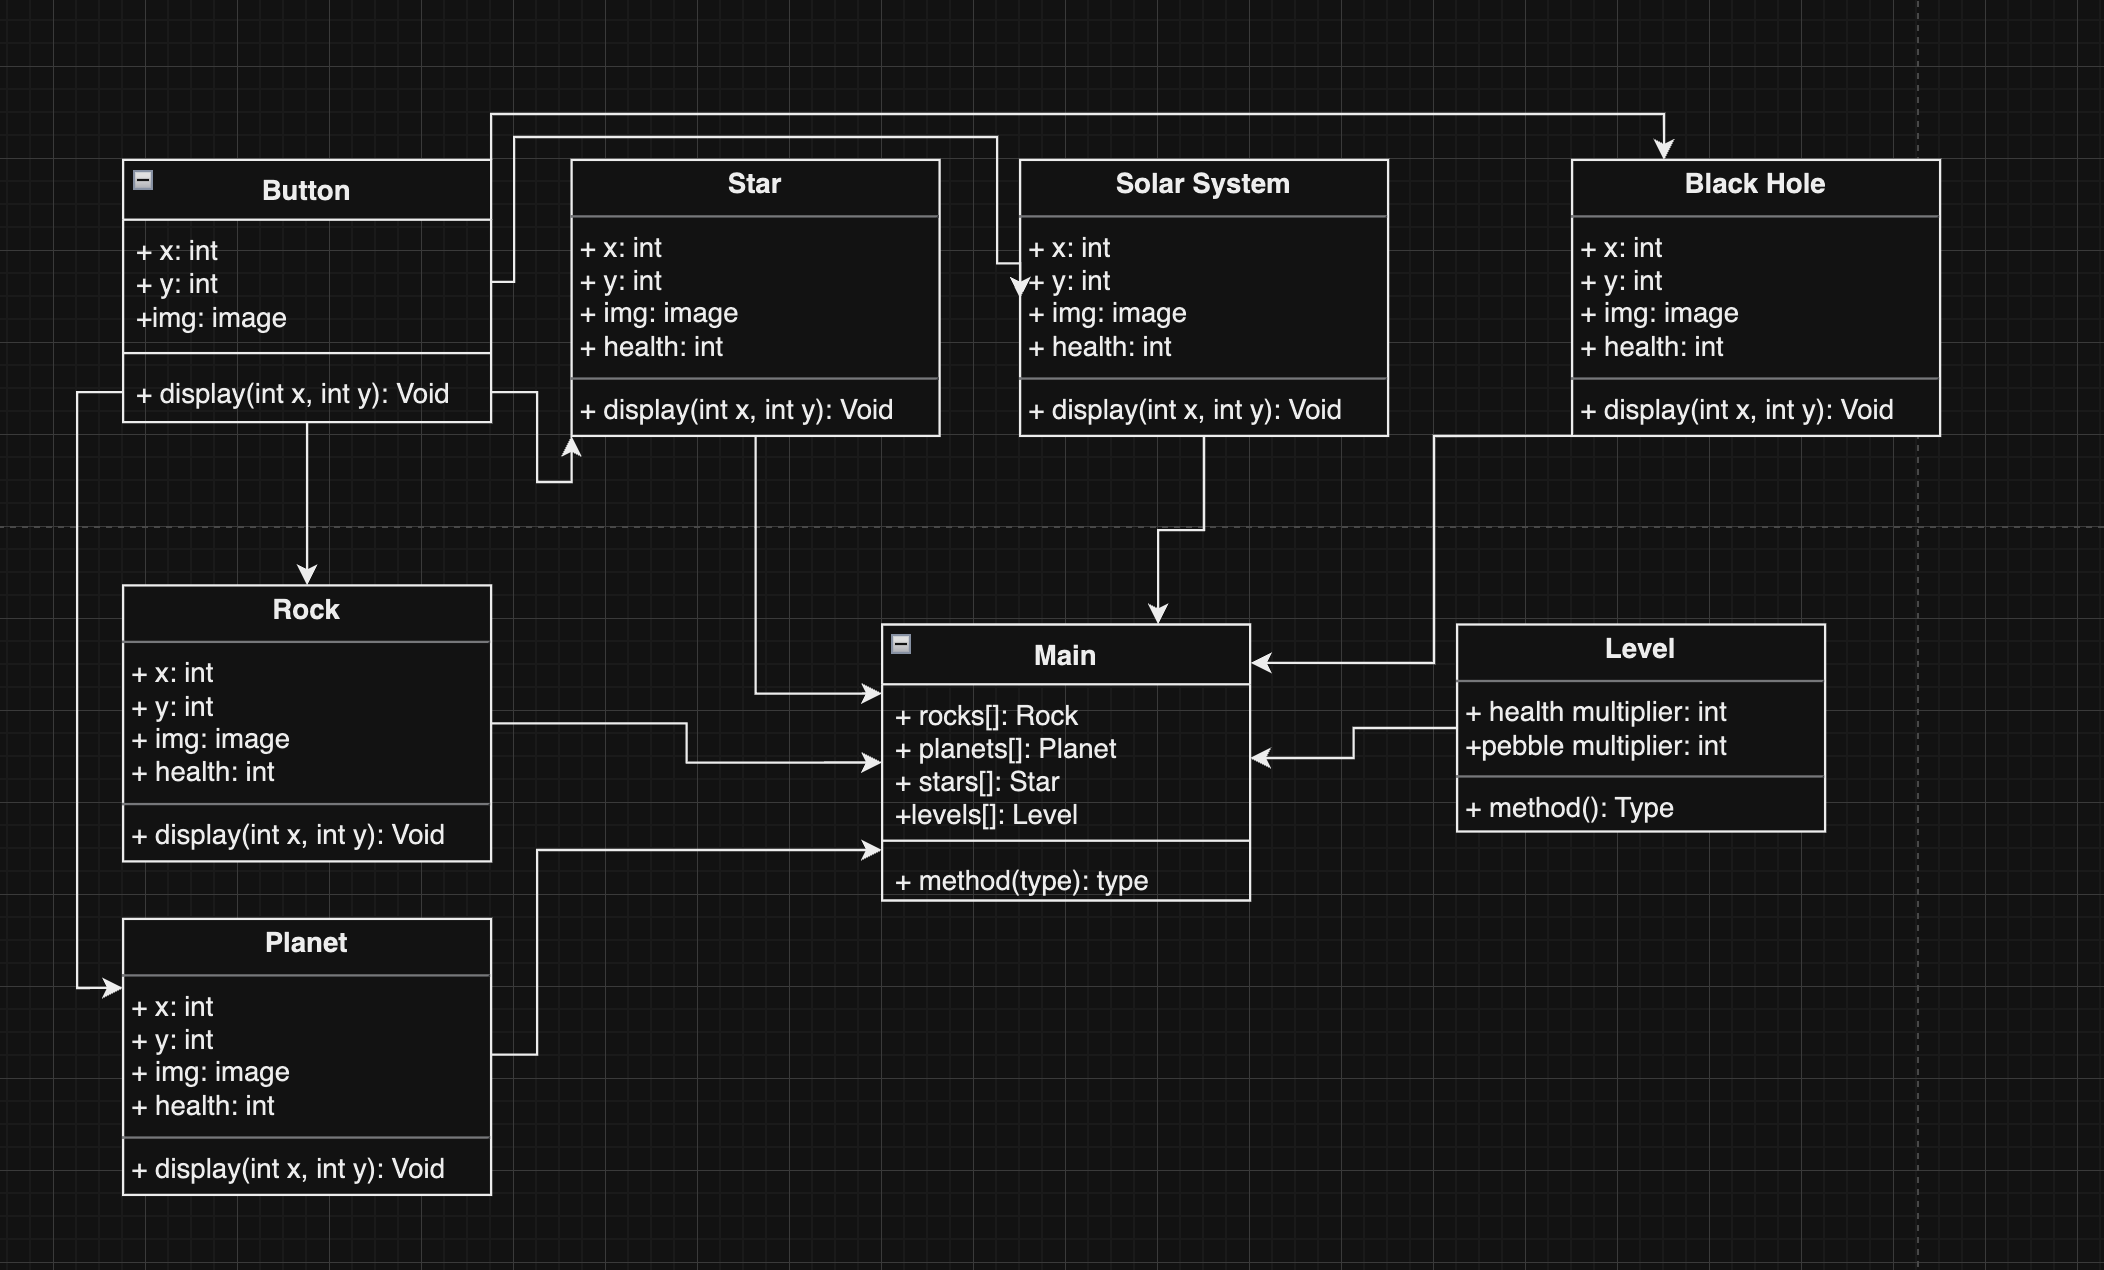 Button
+ x: int
+ y: int
+img: image
+ display(int x, int y): Void
Star
+ x: int
+ y: int
+ img: image
+ health: int
+ display(int x, int y): Void
Solar System
+ x: int
+ y: int
+ img: image
+ health: int
+ display(int x, int y): Void
Black Hole
+ x: int
+ y: int
+ img: image
+ health: int
+ display(int x, int y): Void
Rock
+ x: int
+ y: int
+ img: image
+ health: int
+ display(int x, int y): Void
Main
+ rocks[]: Rock
+ planets[]: Planet
+ stars[]: Star
+levels[]: Level
+ method(type): type
Level
+ health multiplier: int
+pebble multiplier: int
+ method(): Type
Planet
+ x: int
+ y: int
+ img: image
+ health: int
+ display(int x, int y): Void